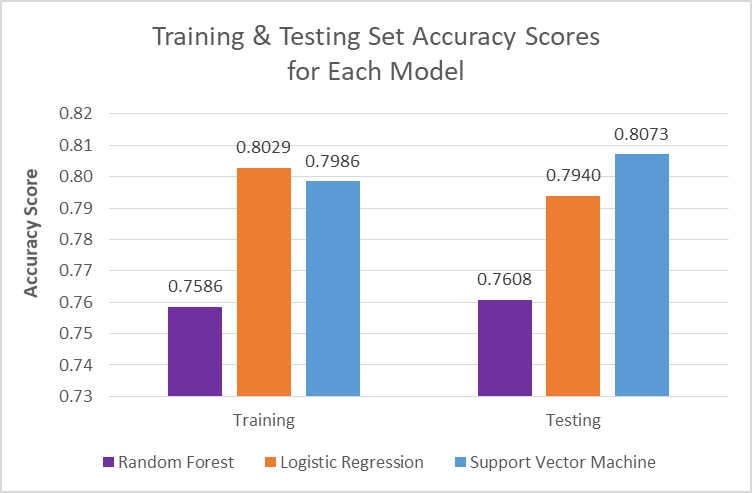 Training & Testing Set Accuracy Scores
for Each Model
Accuracy Score
0.82
0.81
0.80
0.79
0.78
0.77
0.76
0.75
0.74
0.73
0.7586
0.8029
0.7986
0.7608
0.7940
0.8073
Training
Testing
Random Forest
Logistic Regression
Support Vector Machine